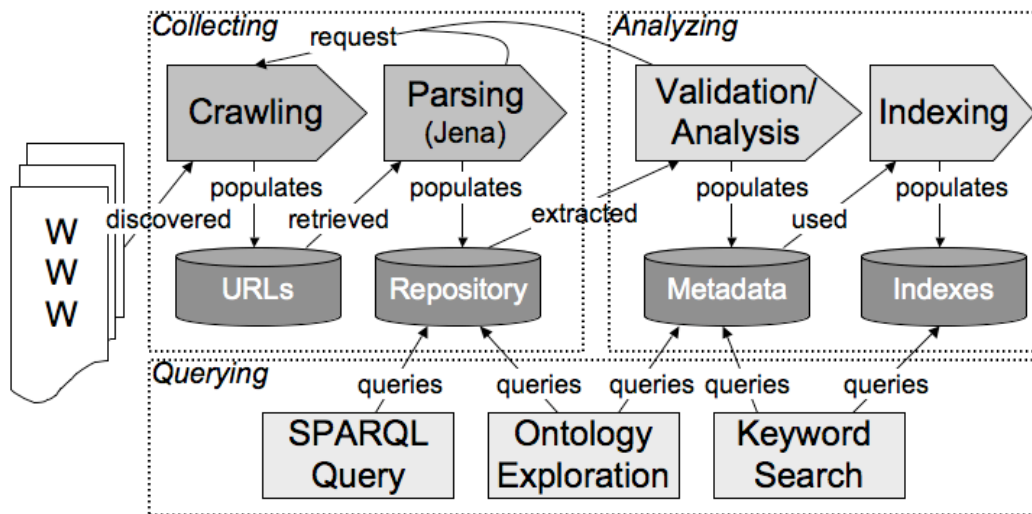 Collecting
Analyzing
request
Crawling
Parsing
(Jena)
Validation/
Analysis
Indexing
populates
populates
populates
populates
discovered
retrieved
extracted
used
W
W
W
URLs
Repository
Metadata
Indexes
Querying
queries
queries
queries
queries
queries
SPARQL
Query
Ontology
Exploration
Keyword
Search